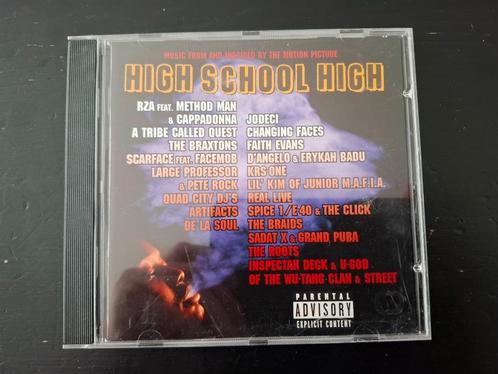 MUSIC FROM AND INSPIRED BY THE MOTION PICTURE
HIGH SCHOOL HIGH
RZA FEAT. METHOD MAN
& CAPPADONNA JODECI
A TRIBE CALLED QUEST CHANGING FACES
THE BRAXTONS FAITH EVANS
SCARFACE FEAT. FACEMOB D'ANGELO & ERYKAH BADU
LARGE PROFESSOR KRS-ONE
& PETE ROCK LIL' KIM OF JUNIOR M.A.F.I.A.
QUAD CITY DJ'S REAL LIVE
ARTIFACTS SPICE 1/E.40 & THE CLICK
DE LA SOUL THE BRAIDS
SADAT X & GRAND PUBA
THE ROOTS
INSPECTAH DECK & U-GOD
OF THE WU-TANG CLAN & STREET
PARENTAL
ADVISORY
EXPLICIT CONTENT